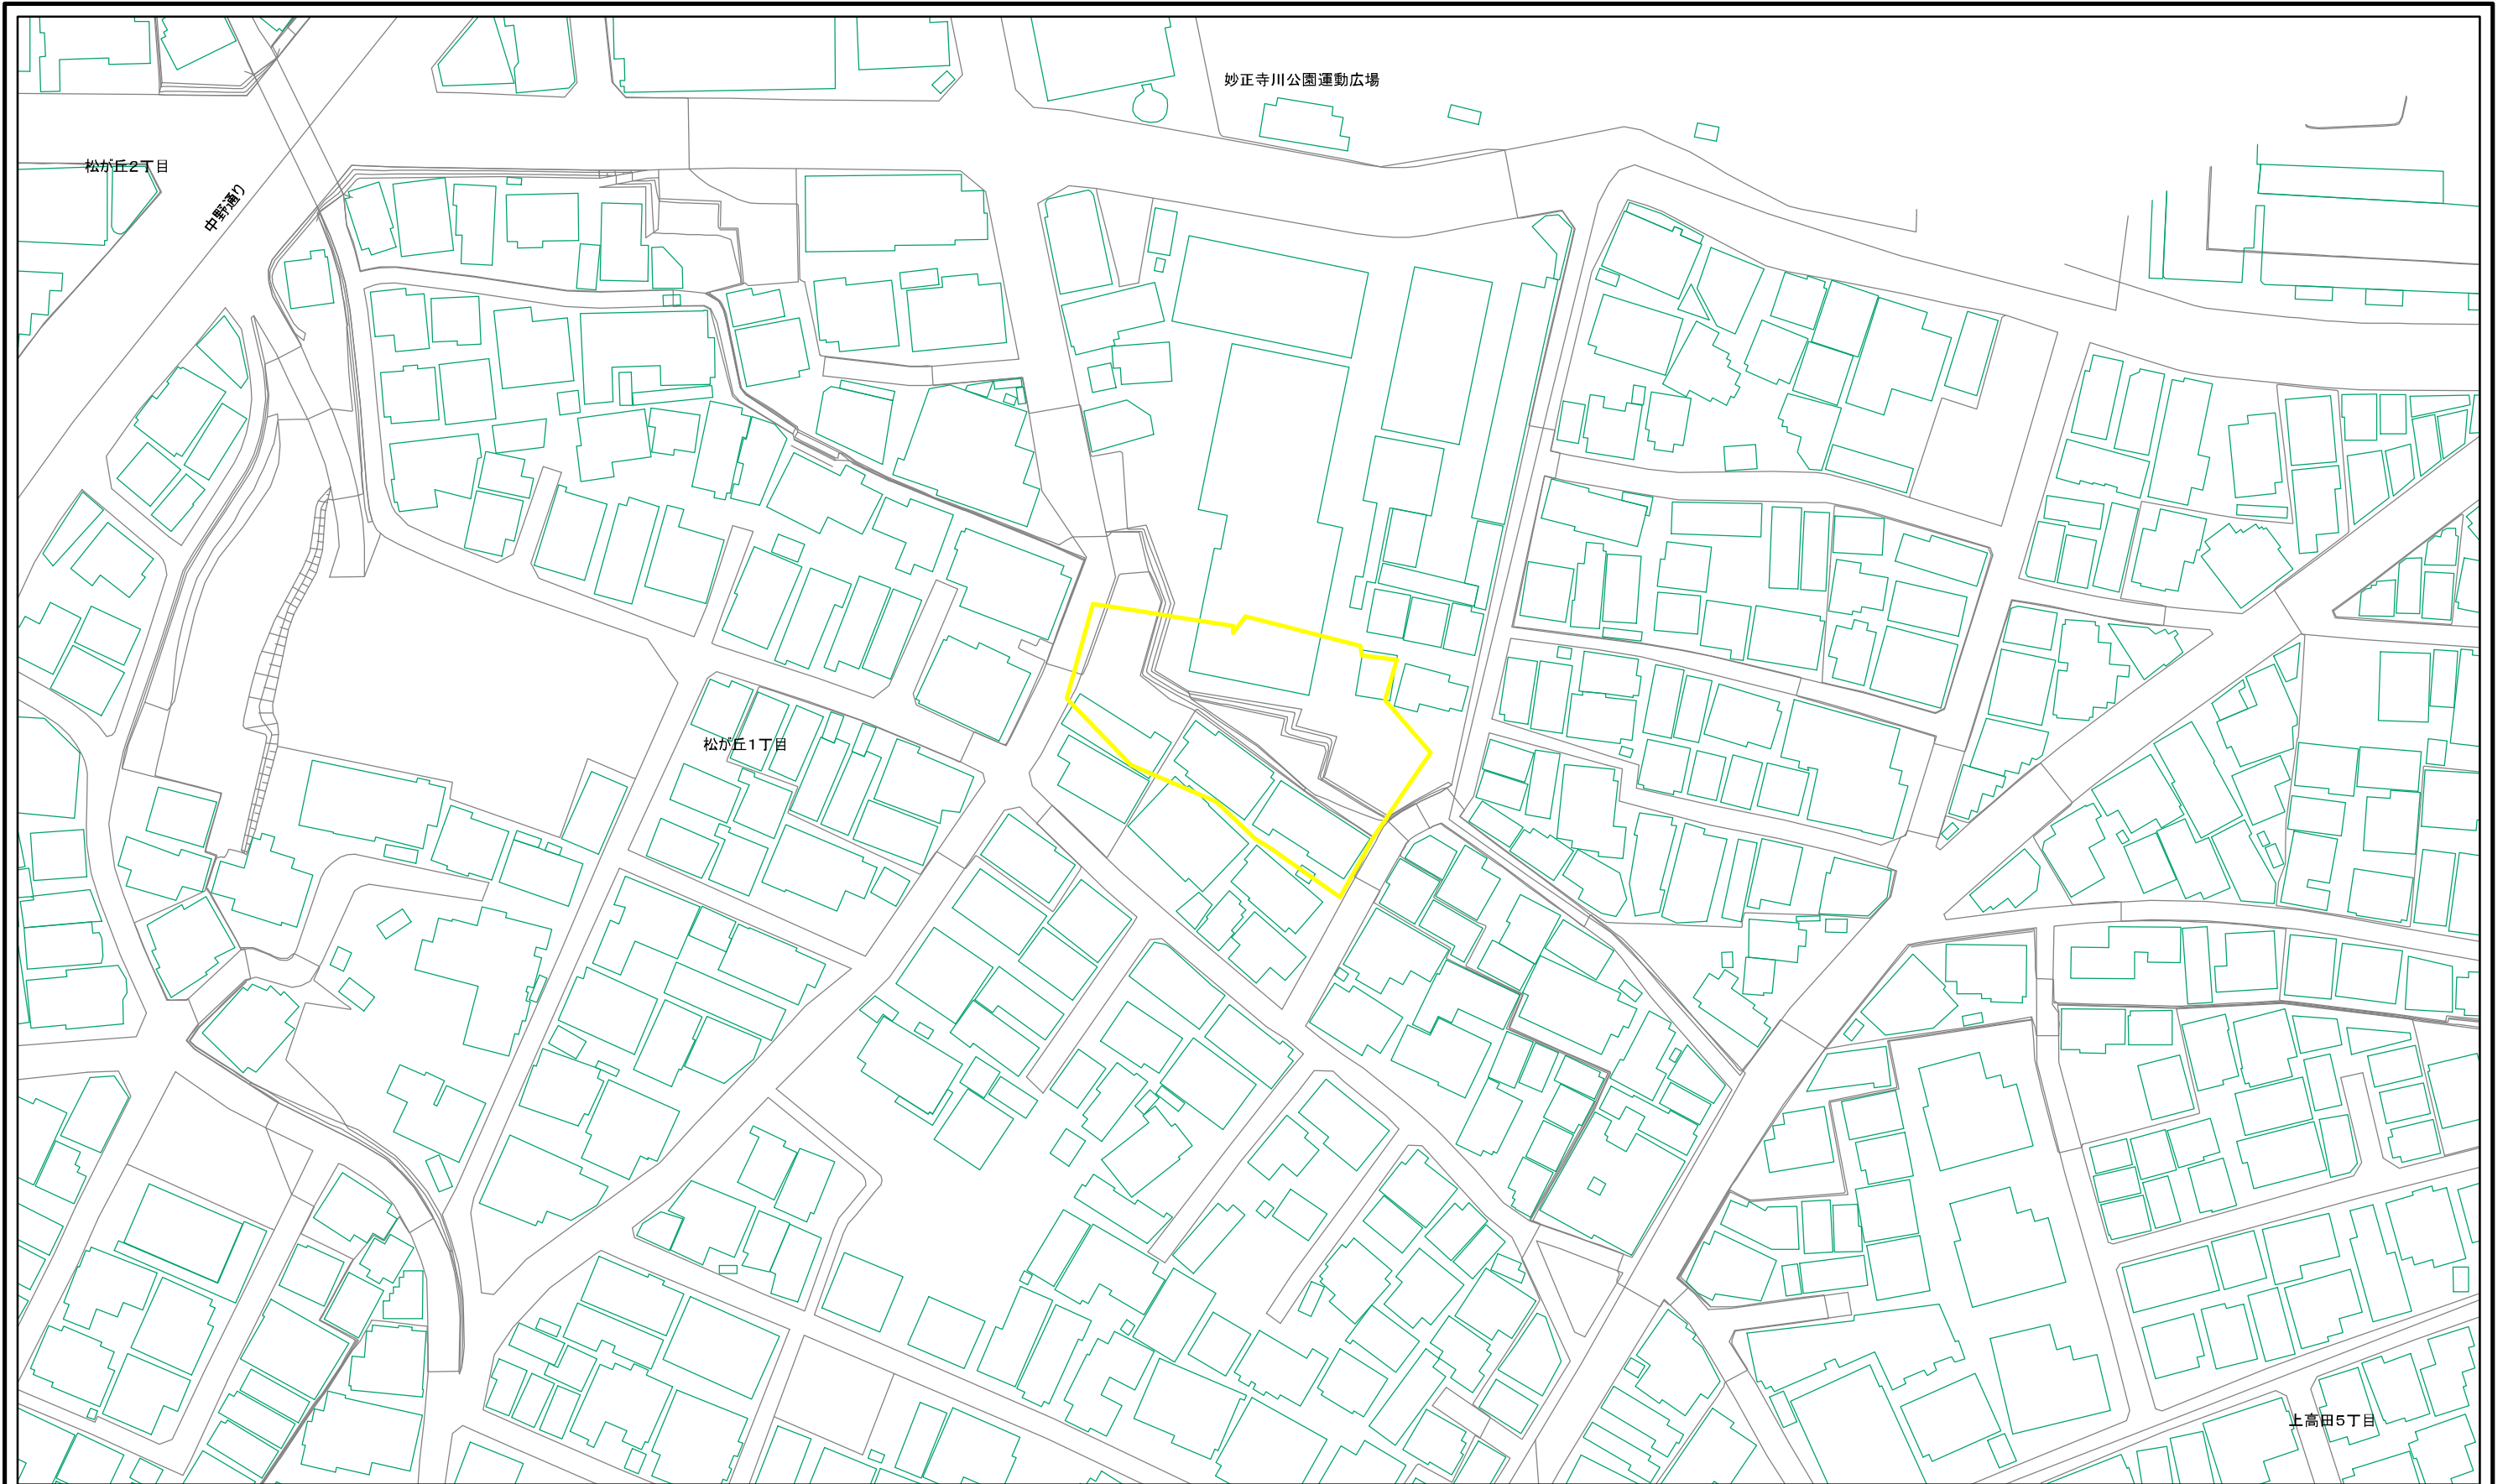 妙正寺川公園運動広場
松が丘2丁目
中野通り
松が丘1丁目
上高田5丁目